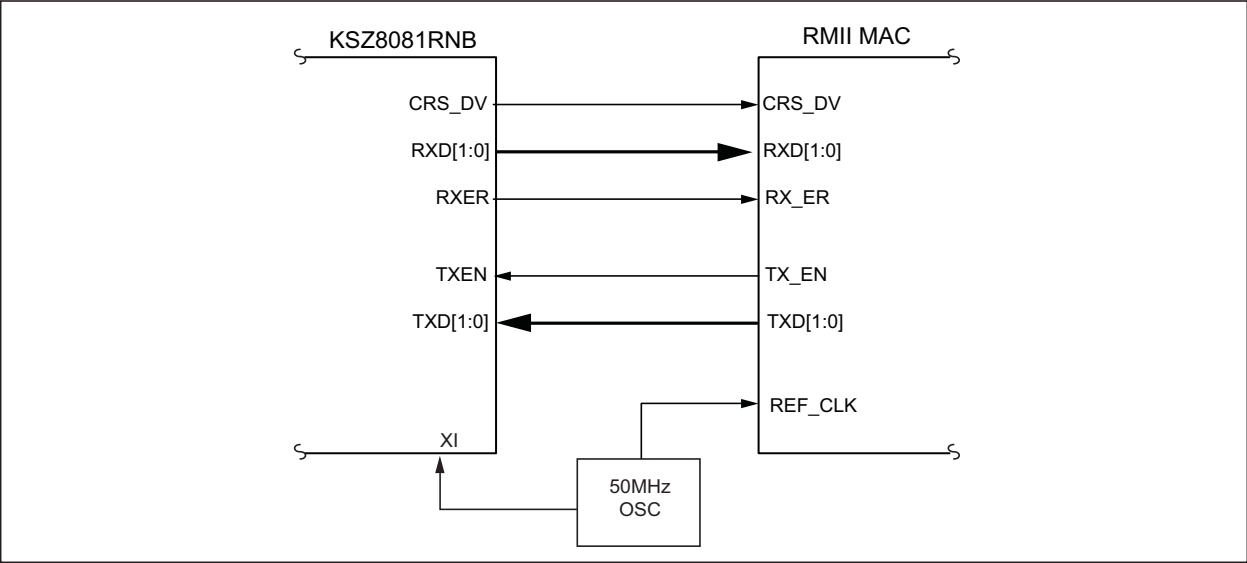 KSZ8081RNB
RMII MAC
CRS_DV
CRS_DV
RXD[1:0]
RXD[1:0]
RXER
RX_ER
TXEN
TX_EN
TXD[1:0]
TXD[1:0]
REF_CLK
XI
50MHz
OSC